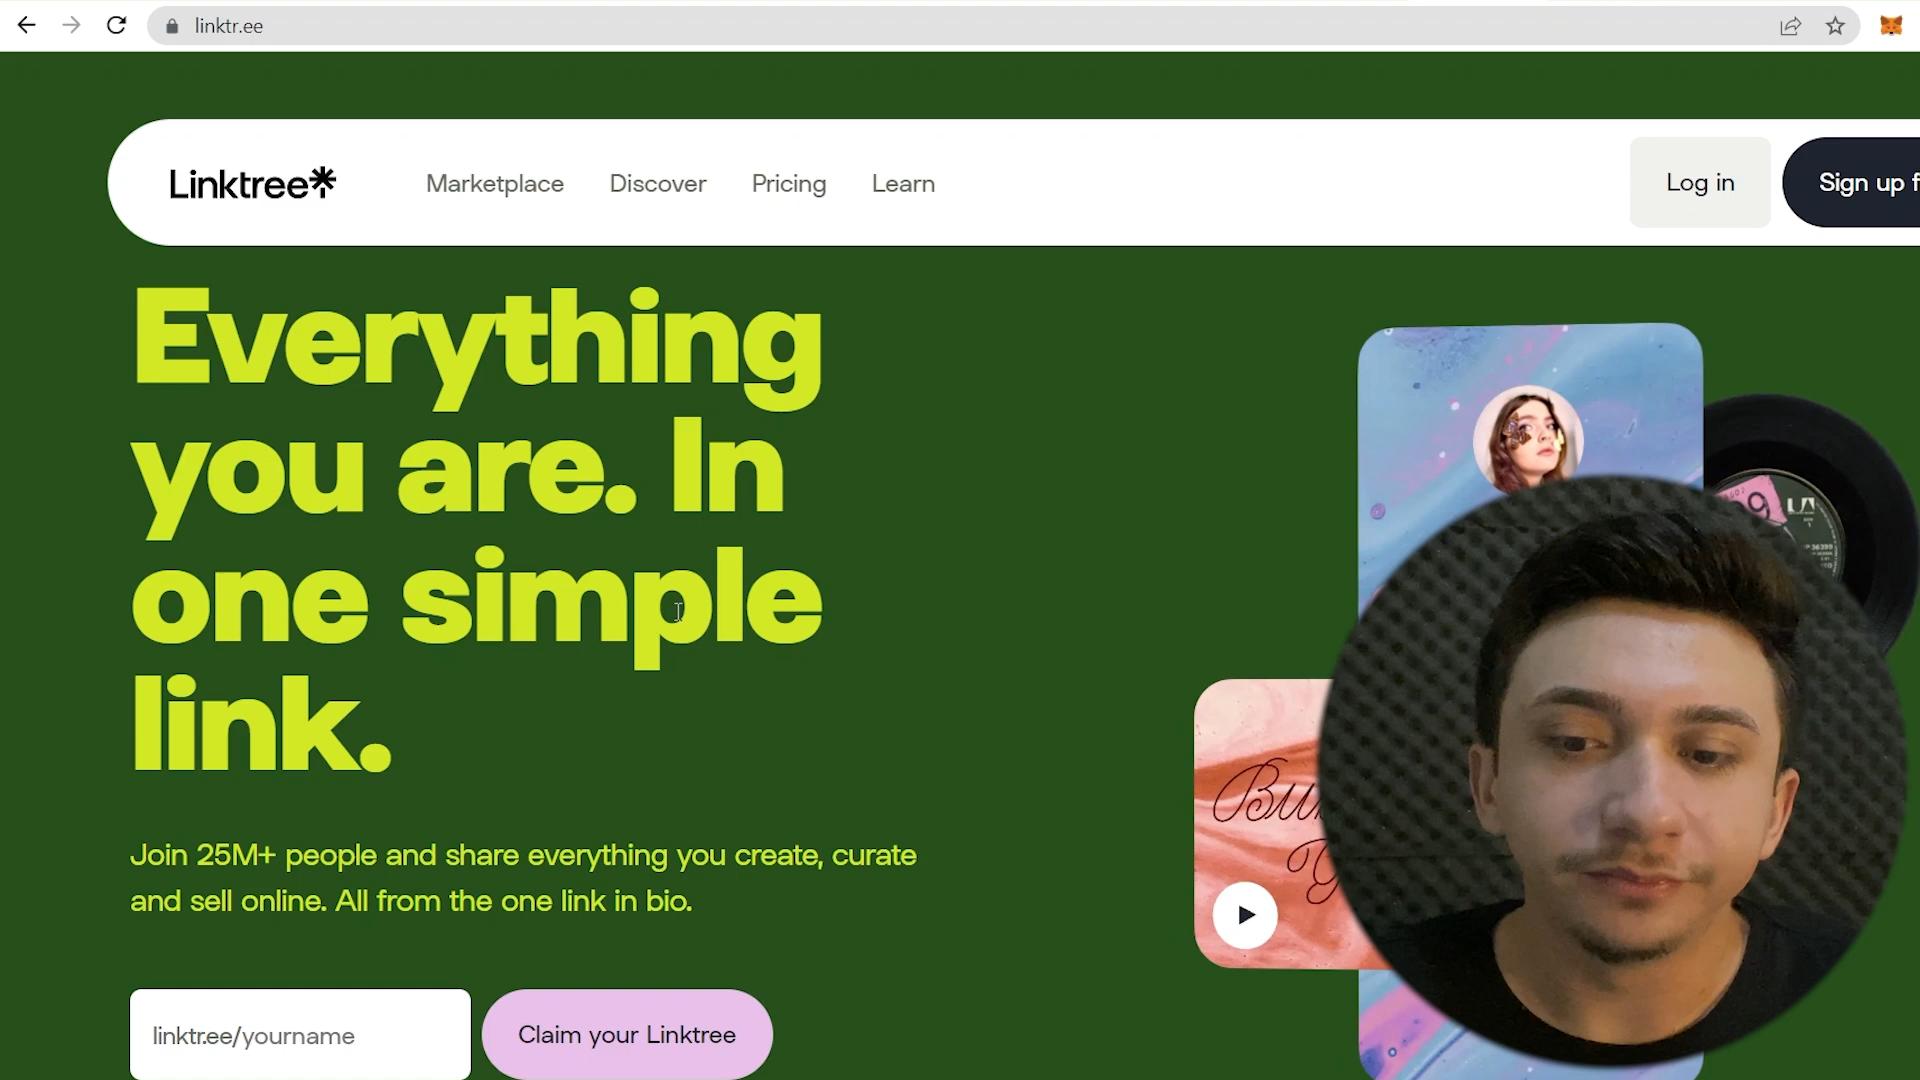 linktr.ee
Linktree*
Marketplace
Discover
Pricing
Learn
Log in
Sign up f
Everything
you are. In
one simple
link.
Join 25M+ people and share everything you create, curate
and sell online. All from the one link in bio.
linktr.ee/yourname
Claim your Linktree
36399